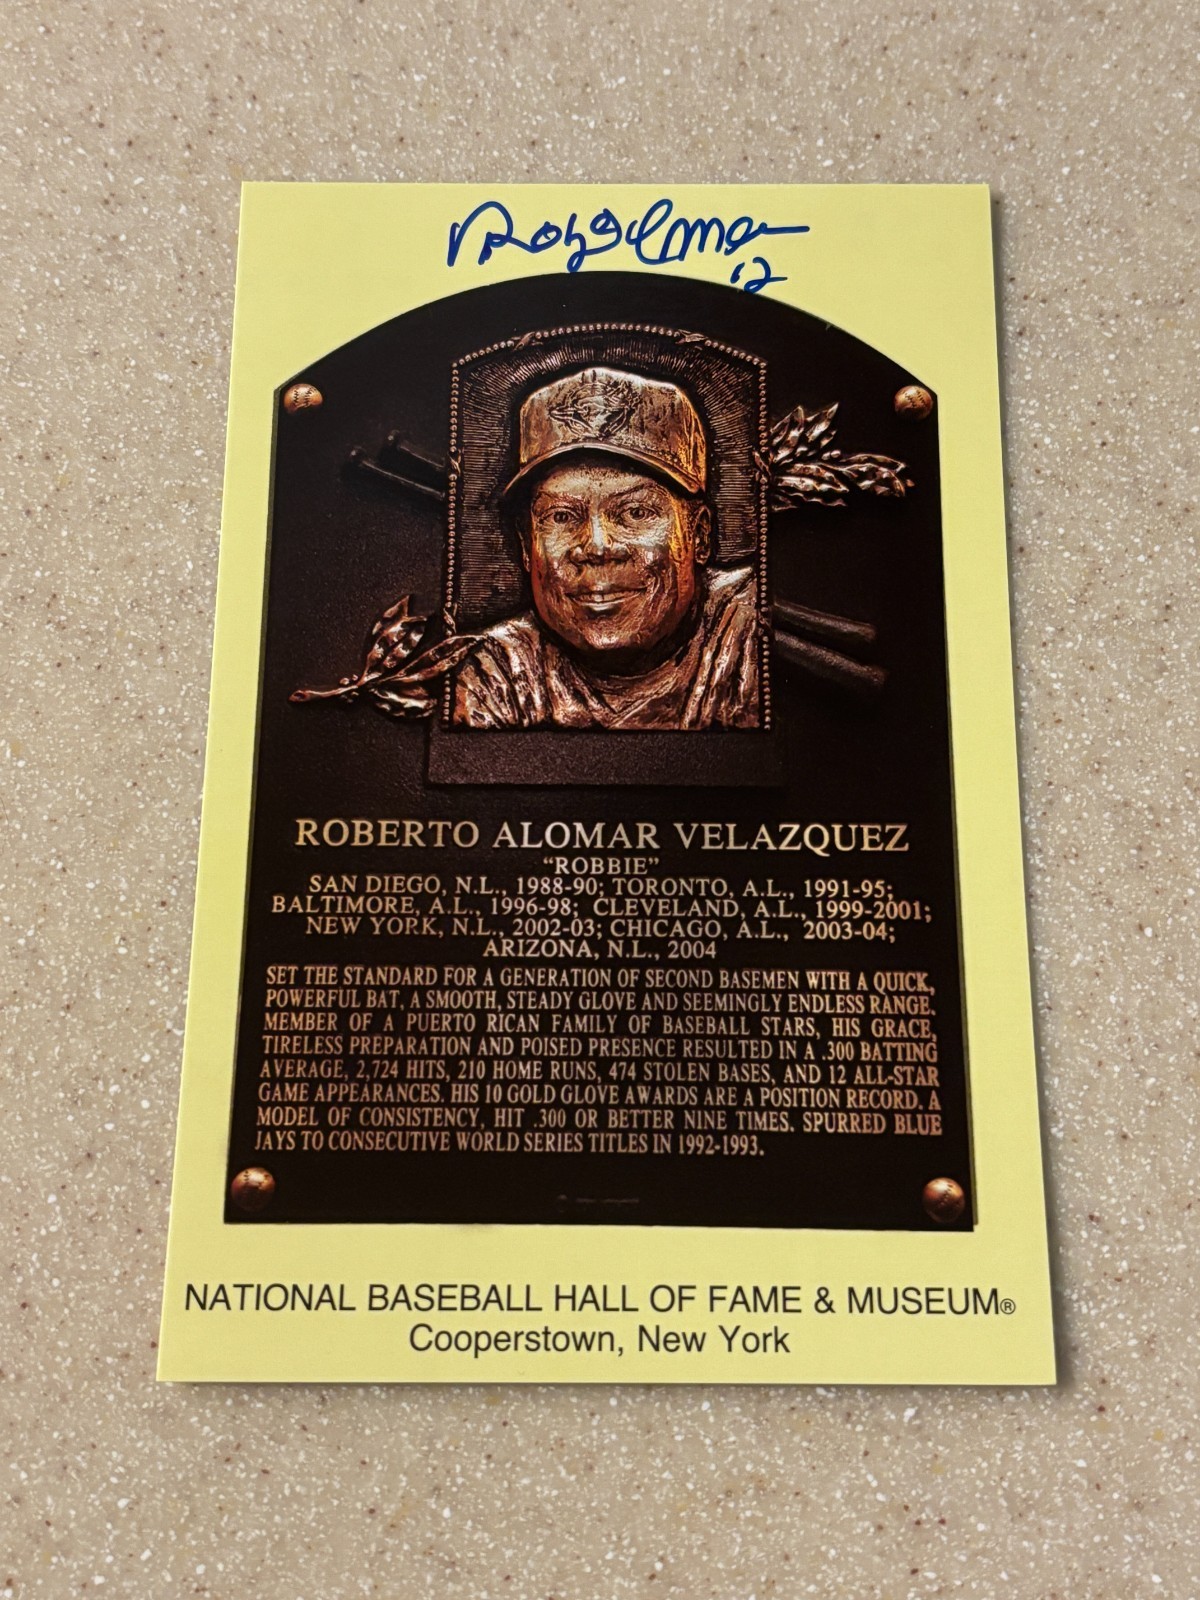 Roby Alomar
12
ROBERTO ALOMAR VELAZQUEZ
"ROBBIE"
SAN DIEGO, N.L., 1988-90; TORONTO, A.L., 1991-95;
BALTIMORE, A.L., 1996-98; CLEVELAND, A.L., 1999-2001;
NEW YORK, N.L., 2002-03; CHICAGO, A.L., 2003-04;
ARIZONA, N.L., 2004
SET THE STANDARD FOR A GENERATION OF SECOND BASEMEN WITH A QUICK,
POWERFUL BAT, A SMOOTH, STEADY GLOVE AND SEEMINGLY ENDLESS RANGE.
MEMBER OF A PUERTO RICAN FAMILY OF BASEBALL STARS, HIS GRACE,
TIRELESS PREPARATION AND POISED PRESENCE RESULTED IN A .300 BATTING
AVERAGE, 2,724 HITS, 210 HOME RUNS, 474 STOLEN BASES, AND 12 ALL-STAR
GAME APPEARANCES. HIS 10 GOLD GLOVE AWARDS ARE A POSITION RECORD. A
MODEL OF CONSISTENCY, HIT .300 OR BETTER NINE TIMES. SPURRED BLUE
JAYS TO CONSECUTIVE WORLD SERIES TITLES IN 1992-1993.
NATIONAL BASEBALL HALL OF FAME & MUSEUM®
Cooperstown, New York